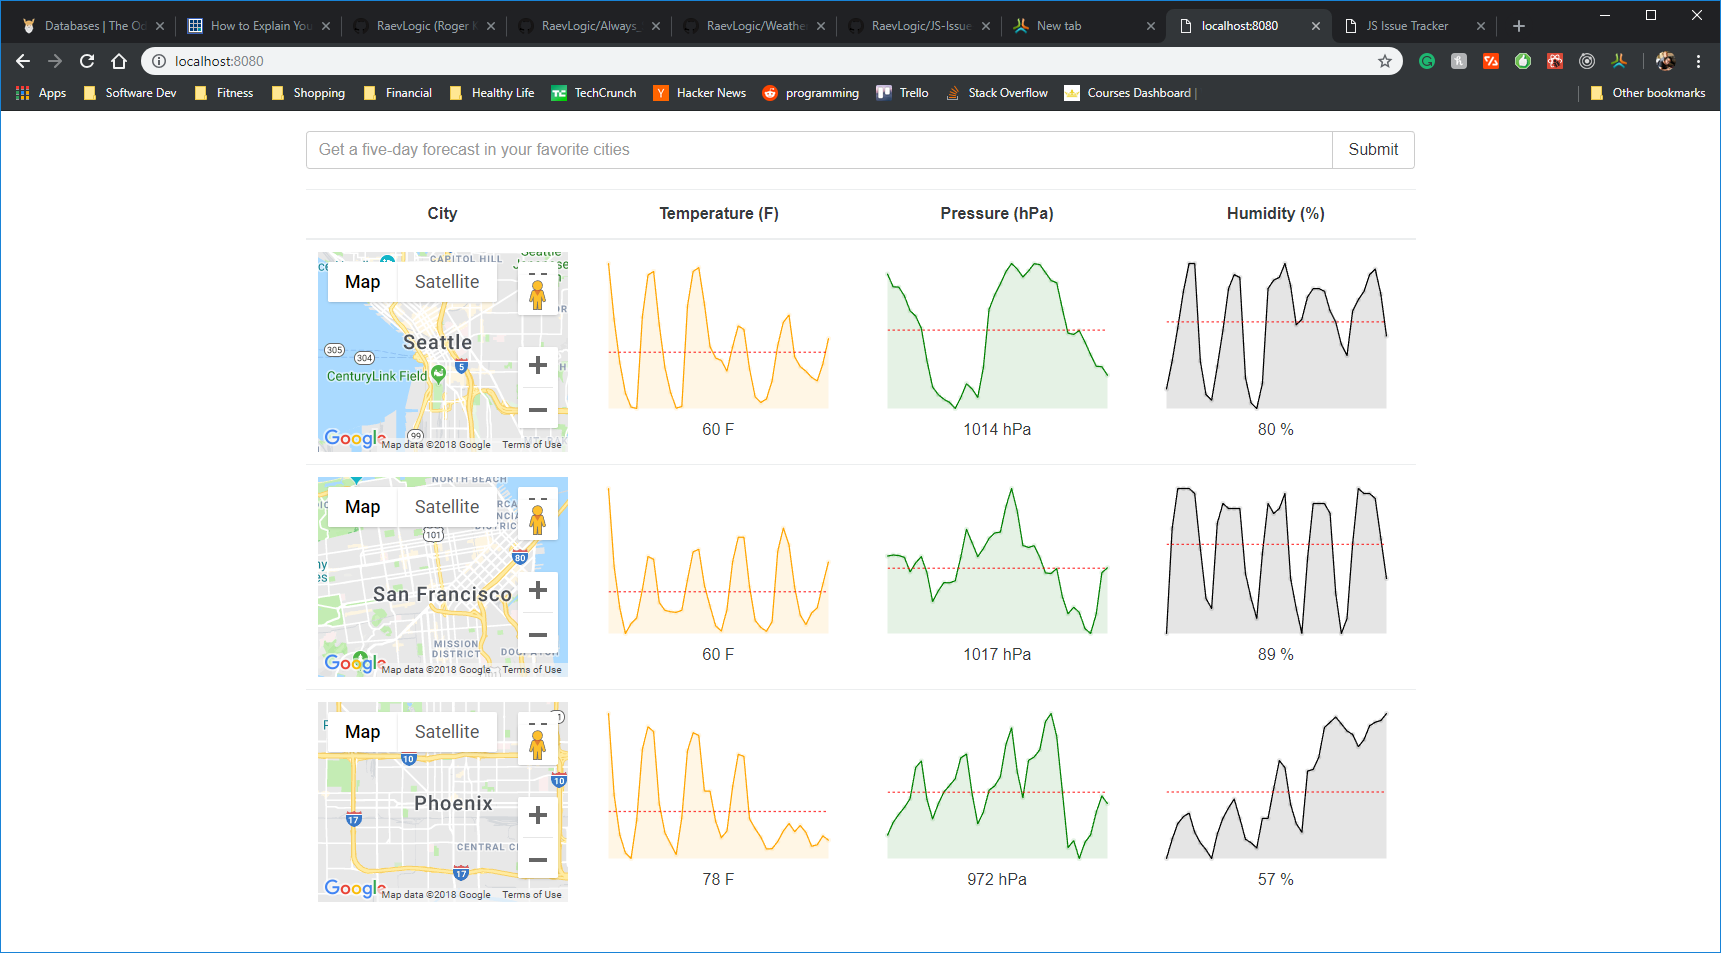 Databases | The Od
How to Explain You
RaevLogic (Roger K
RaevLogic/Always_
RaevLogic/Weather
RaevLogic/JS-Issue
New tab
localhost:8080
JS Issue Tracker
localhost:8080
Apps
Software Dev
Fitness
Shopping
Financial
Healthy Life
TechCrunch
Hacker News
programming
Trello
Stack Overflow
Courses Dashboard |
Other bookmarks
Get a five-day forecast in your favorite cities
Submit
City Temperature (F) Pressure (hPa) Humidity (%)
CAPITOL HILL
Seattle
Map Satellite
Seattle
305
304
5
CenturyLink Field
99
Google Map data ©2018 Google Terms of Use
60 F 1014 hPa 80 %
NORTH BEACH
Map Satellite
101
80
San Francisco
MISSION
DISTRICT
Google Map data ©2018 Google Terms of Use
60 F 1017 hPa 89 %
Map Satellite
10
10
Phoenix
17
CENTRAL C
17
Google Map data ©2018 Google Terms of Use
78 F 972 hPa 57 %